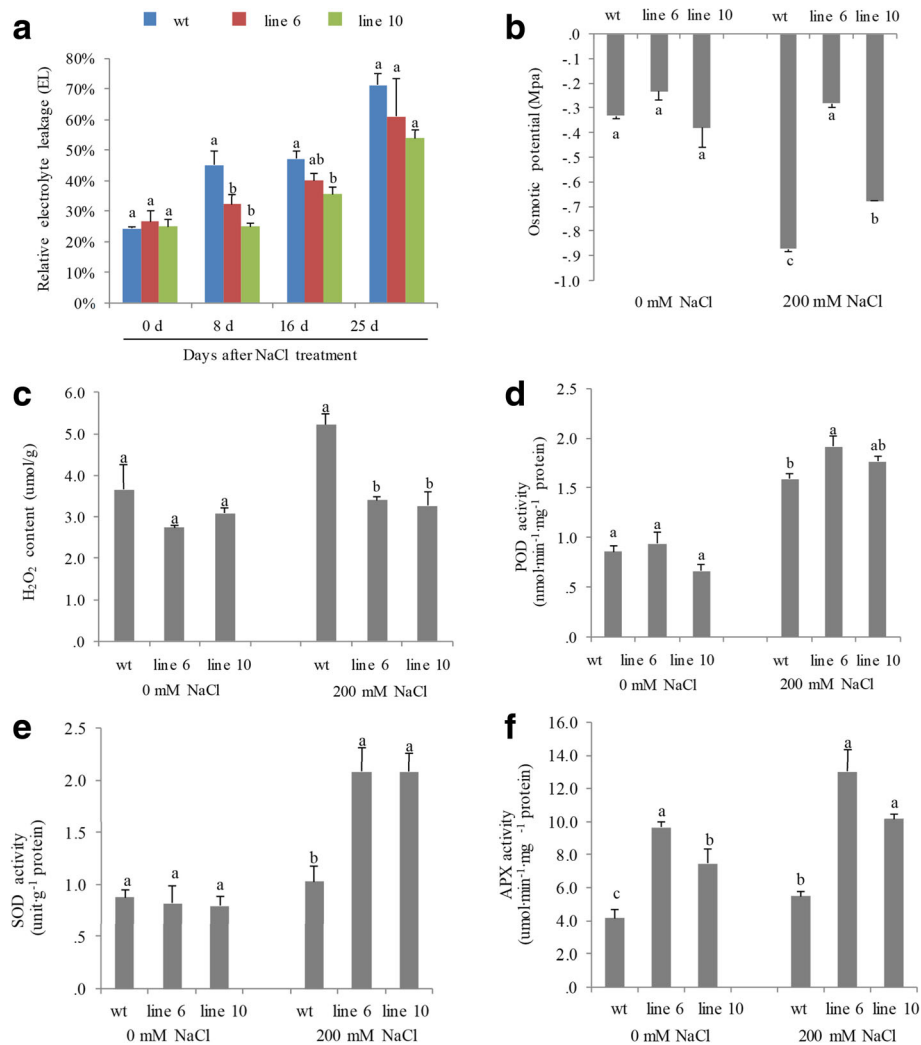 a
wt line 6 line 10
Relative electrolyte leakage (EL)
80%
70%
60%
50%
40%
30%
20%
10%
0%
a a a
a b b
a ab b
a a a
0 d 8 d 16 d 25 d
Days after NaCl treatment
b
wt line 6 line 10 wt line 6 line 10
Osmotic potential (Mpa)
.0
-.1
-.2
-.3
-.4
-.5
-.6
-.7
-.8
-.9
-1.0
a a a
c a b
0 mM NaCl 200 mM NaCl
c
H₂O₂ content (umol/g)
6.0
5.0
4.0
3.0
2.0
1.0
.0
a a a
a b b
wt line 6 line 10 wt line 6 line 10
0 mM NaCl 200 mM NaCl
d
POD activity
(nmol·min⁻¹·mg⁻¹ protein)
2.5
2.0
1.5
1.0
.5
.0
a a a
b a ab
wt line 6 line 10 wt line 6 line 10
0 mM NaCl 200 mM NaCl
e
SOD activity
(unit·g⁻¹ protein)
2.5
2.0
1.5
1.0
.5
.0
a a a
b a a
wt line 6 line 10 wt line 6 line 10
0 mM NaCl 200 mM NaCl
f
APX activity
(umol·min⁻¹·mg ⁻¹ protein)
16.0
14.0
12.0
10.0
8.0
6.0
4.0
2.0
.0
c a b
b a a
wt line 6 line 10 wt line 6 line 10
0 mM NaCl 200 mM NaCl